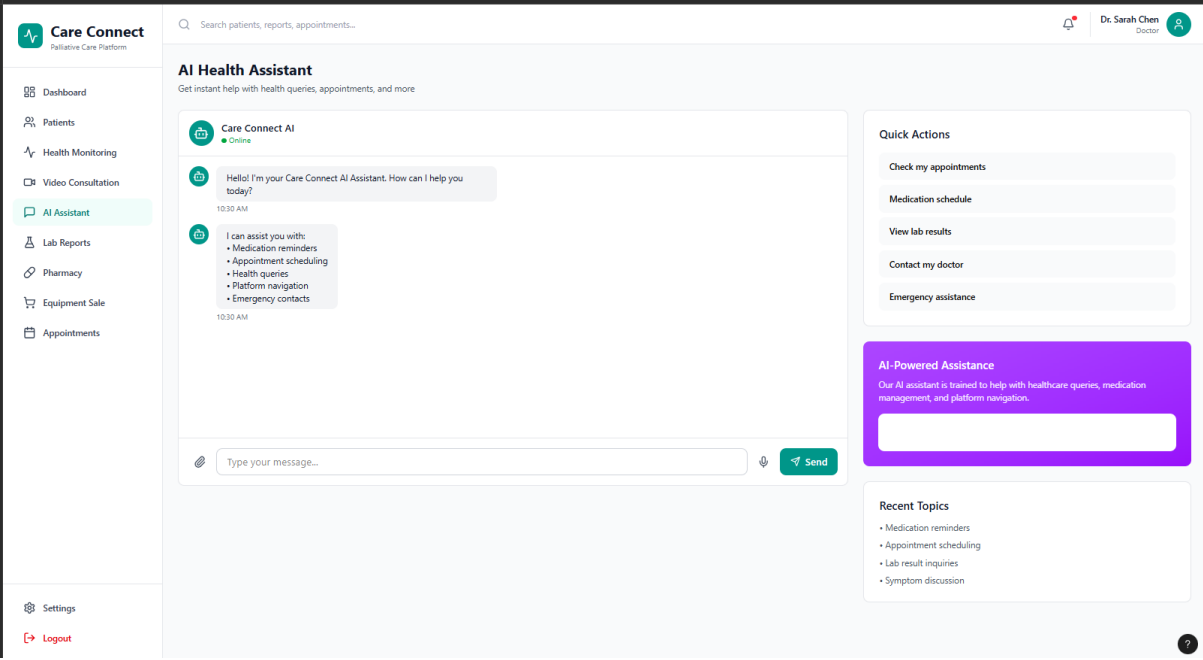 Care Connect
Palliative Care Platform
Search patients, reports, appointments...
Dr. Sarah Chen
Doctor
Dashboard
Patients
Health Monitoring
Video Consultation
AI Assistant
Lab Reports
Pharmacy
Equipment Sale
Appointments
Settings
Logout
AI Health Assistant
Get instant help with health queries, appointments, and more
Care Connect AI
Online
Hello! I'm your Care Connect AI Assistant. How can I help you
today?
10:30 AM
I can assist you with:
• Medication reminders
• Appointment scheduling
• Health queries
• Platform navigation
• Emergency contacts
10:30 AM
Type your message...
Send
Quick Actions
Check my appointments
Medication schedule
View lab results
Contact my doctor
Emergency assistance
AI-Powered Assistance
Our AI assistant is trained to help with healthcare queries, medication
management, and platform navigation.
Recent Topics
• Medication reminders
• Appointment scheduling
• Lab result inquiries
• Symptom discussion
?